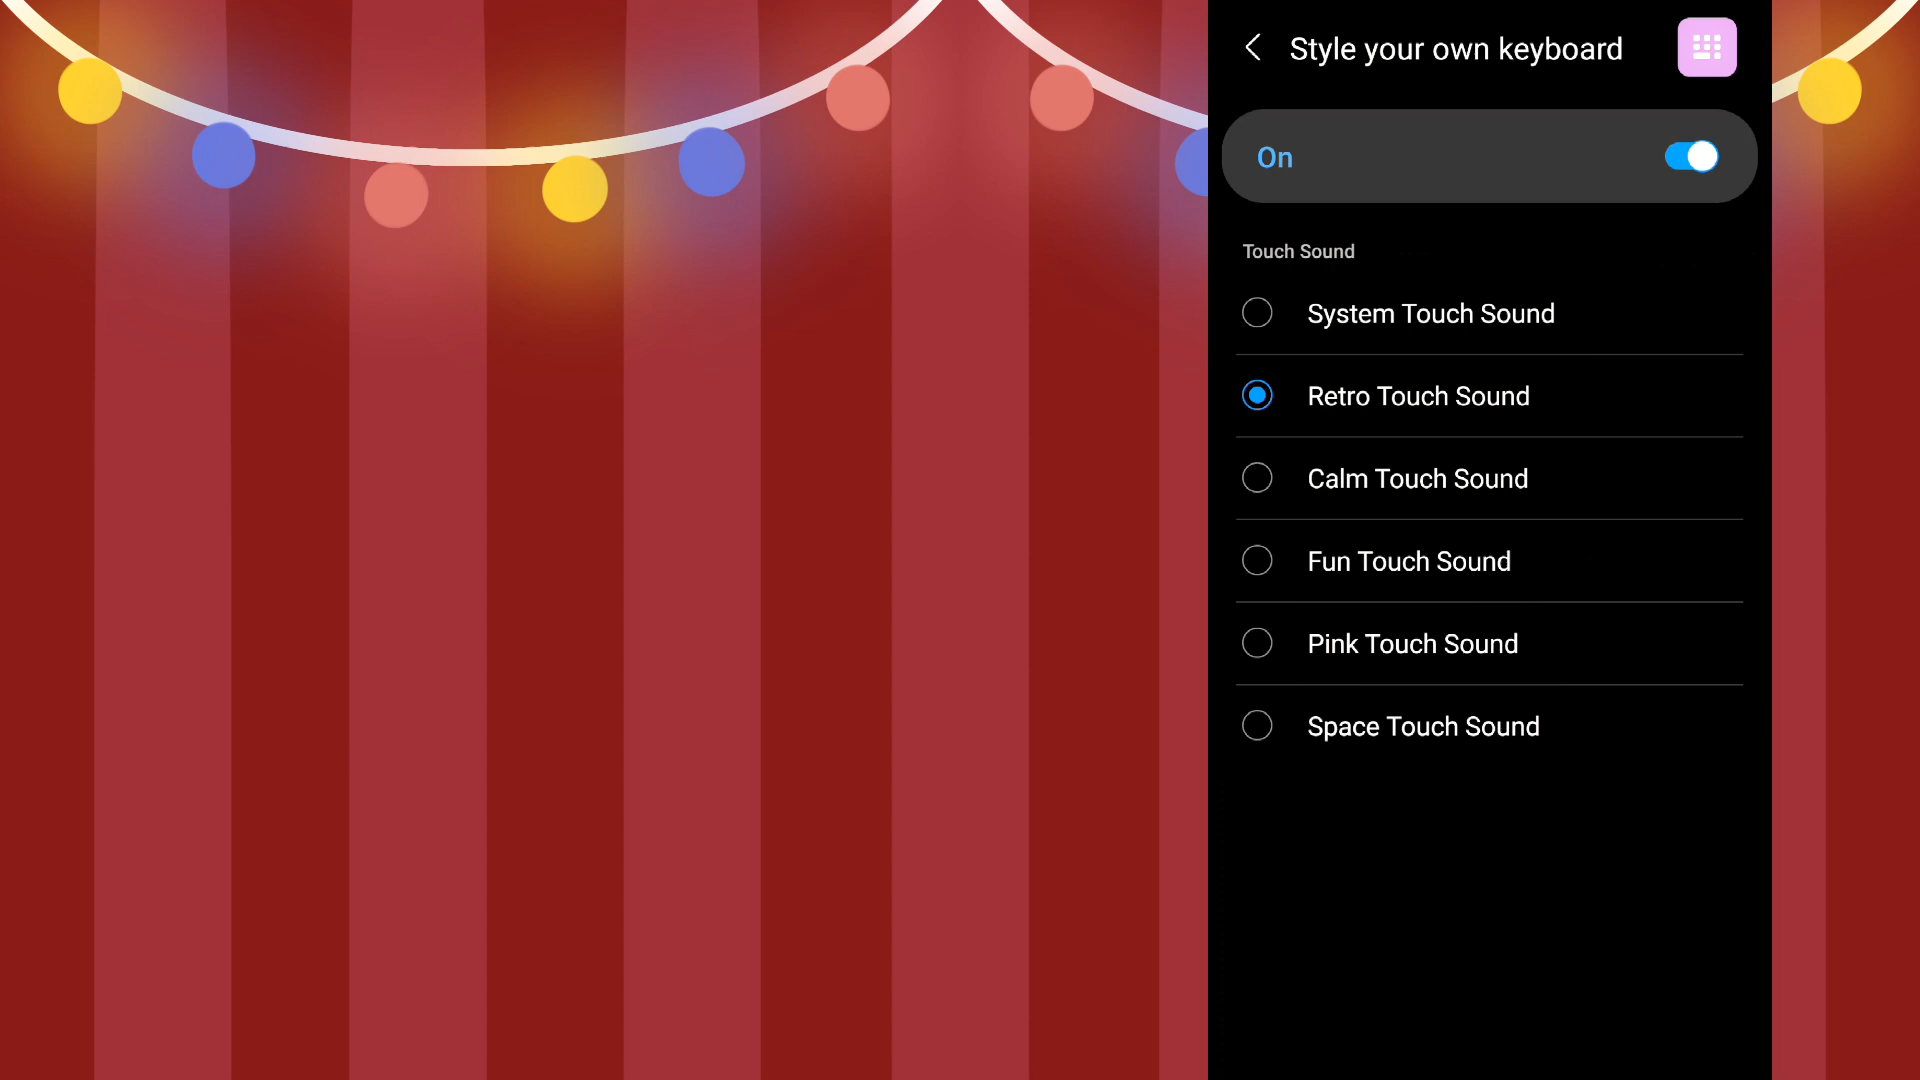 Style your own keyboard
On
Touch Sound
System Touch Sound
Retro Touch Sound
Calm Touch Sound
Fun Touch Sound
Pink Touch Sound
Space Touch Sound